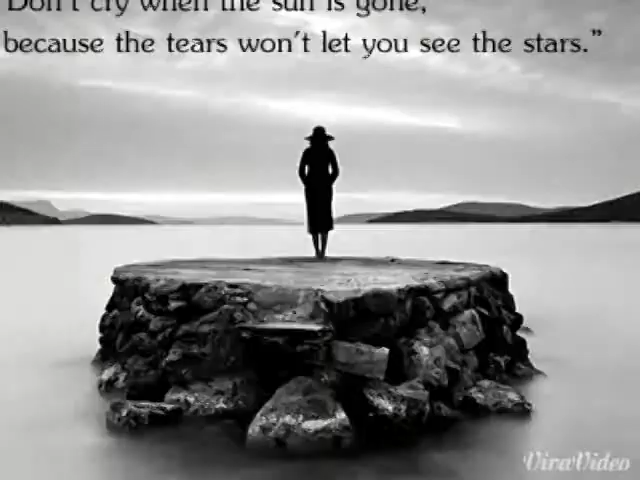 Don't cry when the sun is gone,
because the tears won't let you see the stars."
VivaVideo